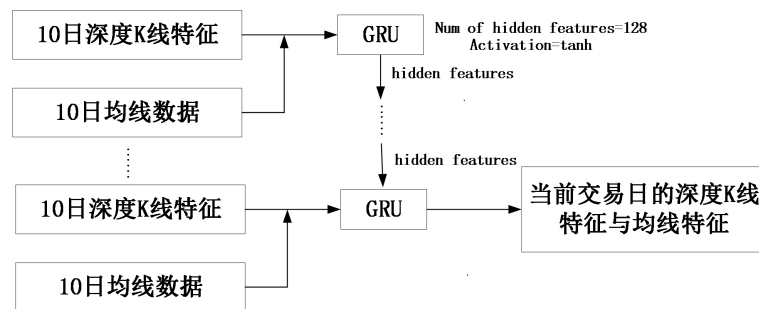 10日深度K线特征
GRU
Num of hidden features=128
Activation=tanh
hidden features
10日均线数据
hidden features
10日深度K线特征
GRU
当前交易日的深度K线
特征与均线特征
10日均线数据